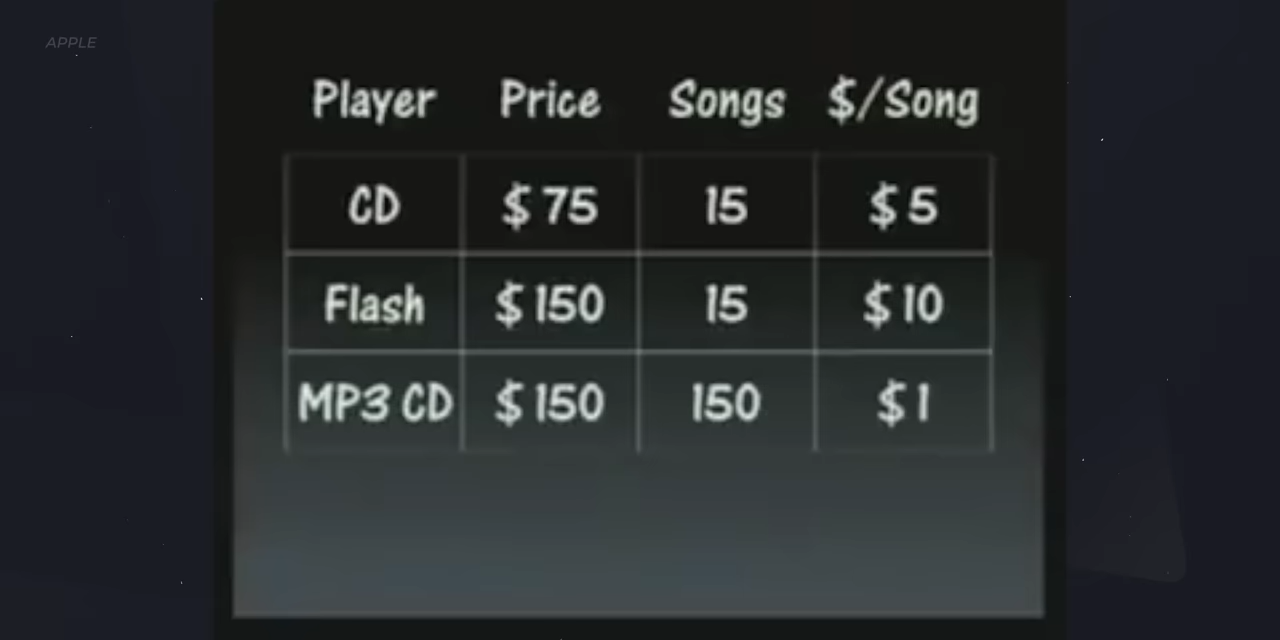 APPLE
Player Price Songs $/Song
CD $75 15 $5
Flash $150 15 $10
MP3 CD $150 150 $1